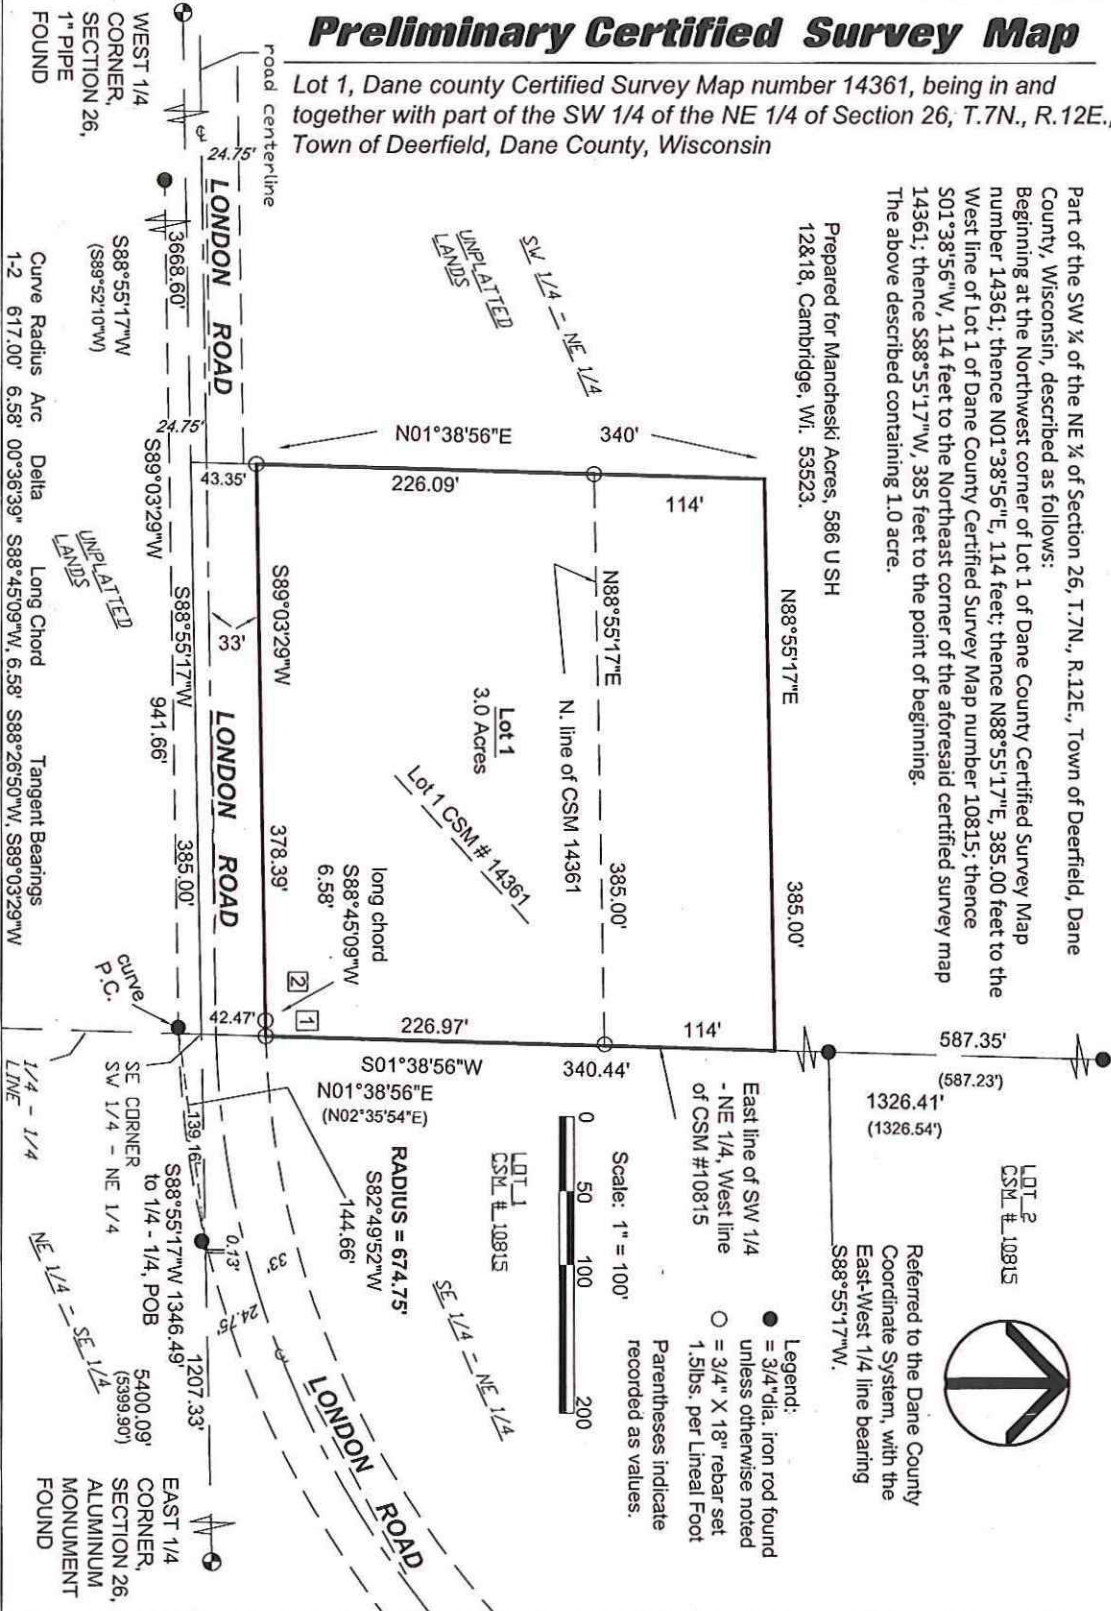 Preliminary Certified Survey Map
Lot 1, Dane county Certified Survey Map number 14361, being in and
together with part of the SW 1/4 of the NE 1/4 of Section 26, T.7N., R.12E.,
Town of Deerfield, Dane County, Wisconsin
Part of the SW ¼ of the NE ¼ of Section 26, T.7N., R.12E., Town of Deerfield, Dane
County, Wisconsin, described as follows:
Beginning at the Northwest corner of Lot 1 of Dane County Certified Survey Map
number 14361; thence N01°38'56"E, 114 feet; thence N88°55'17"E, 385.00 feet to the
West line of Lot 1 of Dane County Certified Survey Map number 10815; thence
S01°38'56"W, 114 feet to the Northeast corner of the aforesaid certified survey map
14361; thence S88°55'17"W, 385 feet to the point of beginning.
The above described containing 1.0 acre.
Prepared for Mancheski Acres, 586 USH
12&18, Cambridge, Wi. 53523.
SW 1/4 - NE 1/4
UNPLATTED
LANDS
N01°38'56"E
340'
226.09'
114'
N88°55'17"E
385.00'
N88°55'17"E
385.00'
N. line of CSM 14361
Lot 1
3.0 Acres
Lot 1 CSM # 14361
long chord
S88°45'09"W
6.58'
2
1
S89°03'29"W
378.39'
226.97'
114'
S01°38'56"W
340.44'
N01°38'56"E
(N02°35'54"E)
587.35'
(587.23')
1326.41'
(1326.54')
LOT 2
CSM # 10815
Referred to the Dane County
Coordinate System, with the
East-West 1/4 line bearing
S88°55'17"W.
East line of SW 1/4
- NE 1/4, West line
of CSM #10815
Legend:
= 3/4"dia. iron rod found
unless otherwise noted
= 3/4" X 18" rebar set
1.5lbs. per Lineal Foot
Parentheses indicate
recorded as values.
Scale: 1" = 100'
0 50 100 200
LOT 1
CSM # 10815
SE 1/4 - NE 1/4
RADIUS = 674.75'
S82°49'52"W
144.66'
road centerline
24.75'
LONDON ROAD
43.35'
24.75'
33'
LONDON ROAD
42.47'
33'
24.75
0.13'
LONDON ROAD
WEST 1/4
CORNER,
SECTION 26,
1" PIPE
FOUND
3668.60'
S88°55'17"W
(S89°52'10"W)
S89°03'29"W
S88°55'17"W
941.66'
385.00'
UNPLATTED
LANDS
curve
P.C.
139.16'
SE CORNER
SW 1/4 - NE 1/4
1/4 - 1/4
LINE
S88°55'17"W 1346.49'
to 1/4 - 1/4, POB
1207.33'
5400.09'
(5399.90')
NE 1/4 - SE 1/4
EAST 1/4
CORNER,
SECTION 26,
ALUMINUM
MONUMENT
FOUND
Curve Radius Arc Delta Long Chord Tangent Bearings
1-2 617.00' 6.58' 00°36'39" S88°45'09"W, 6.58' S88°26'50"W, S89°03'29"W